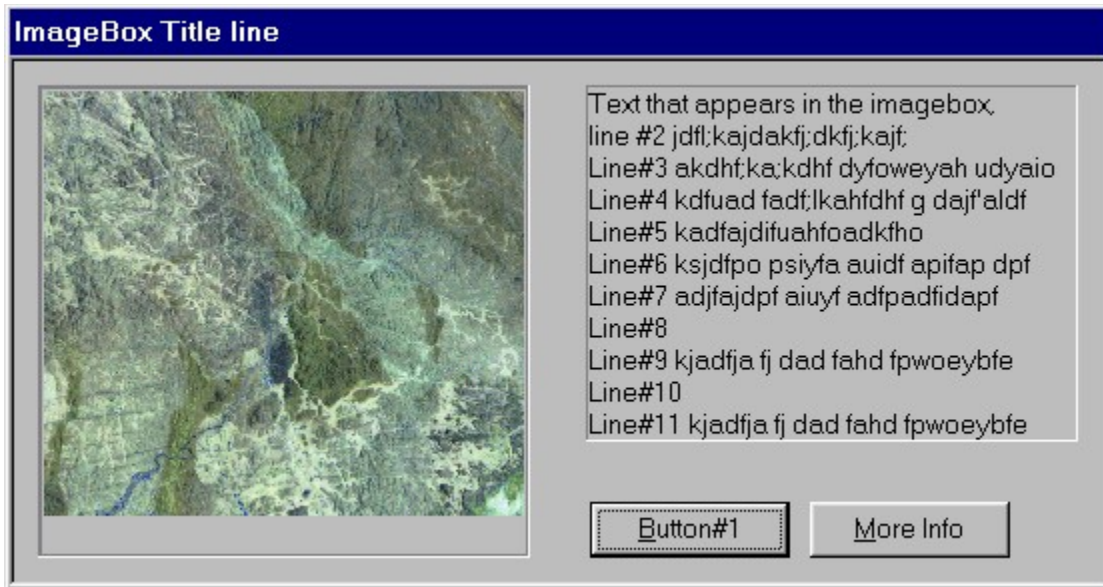 ImageBox Title line
Text that appears in the imagebox,
line #2 jdfl;kajdakfj;dkfj;kajf;
Line#3 akdhf;ka;kdhf dyfoweyah udyaio
Line#4 kdfuad fadf;lkahfdhf g dajf'aldf
Line#5 kadfajdifuahfoadkfho
Line#6 ksjdfpo psiyfa auidf apifap dpf
Line#7 adjfajdpf aiuyf adfpadfidapf
Line#8
Line#9 kjadfja fj dad fahd fpwoeybfe
Line#10
Line#11 kjadfja fj dad fahd fpwoeybfe
Button#1
More Info